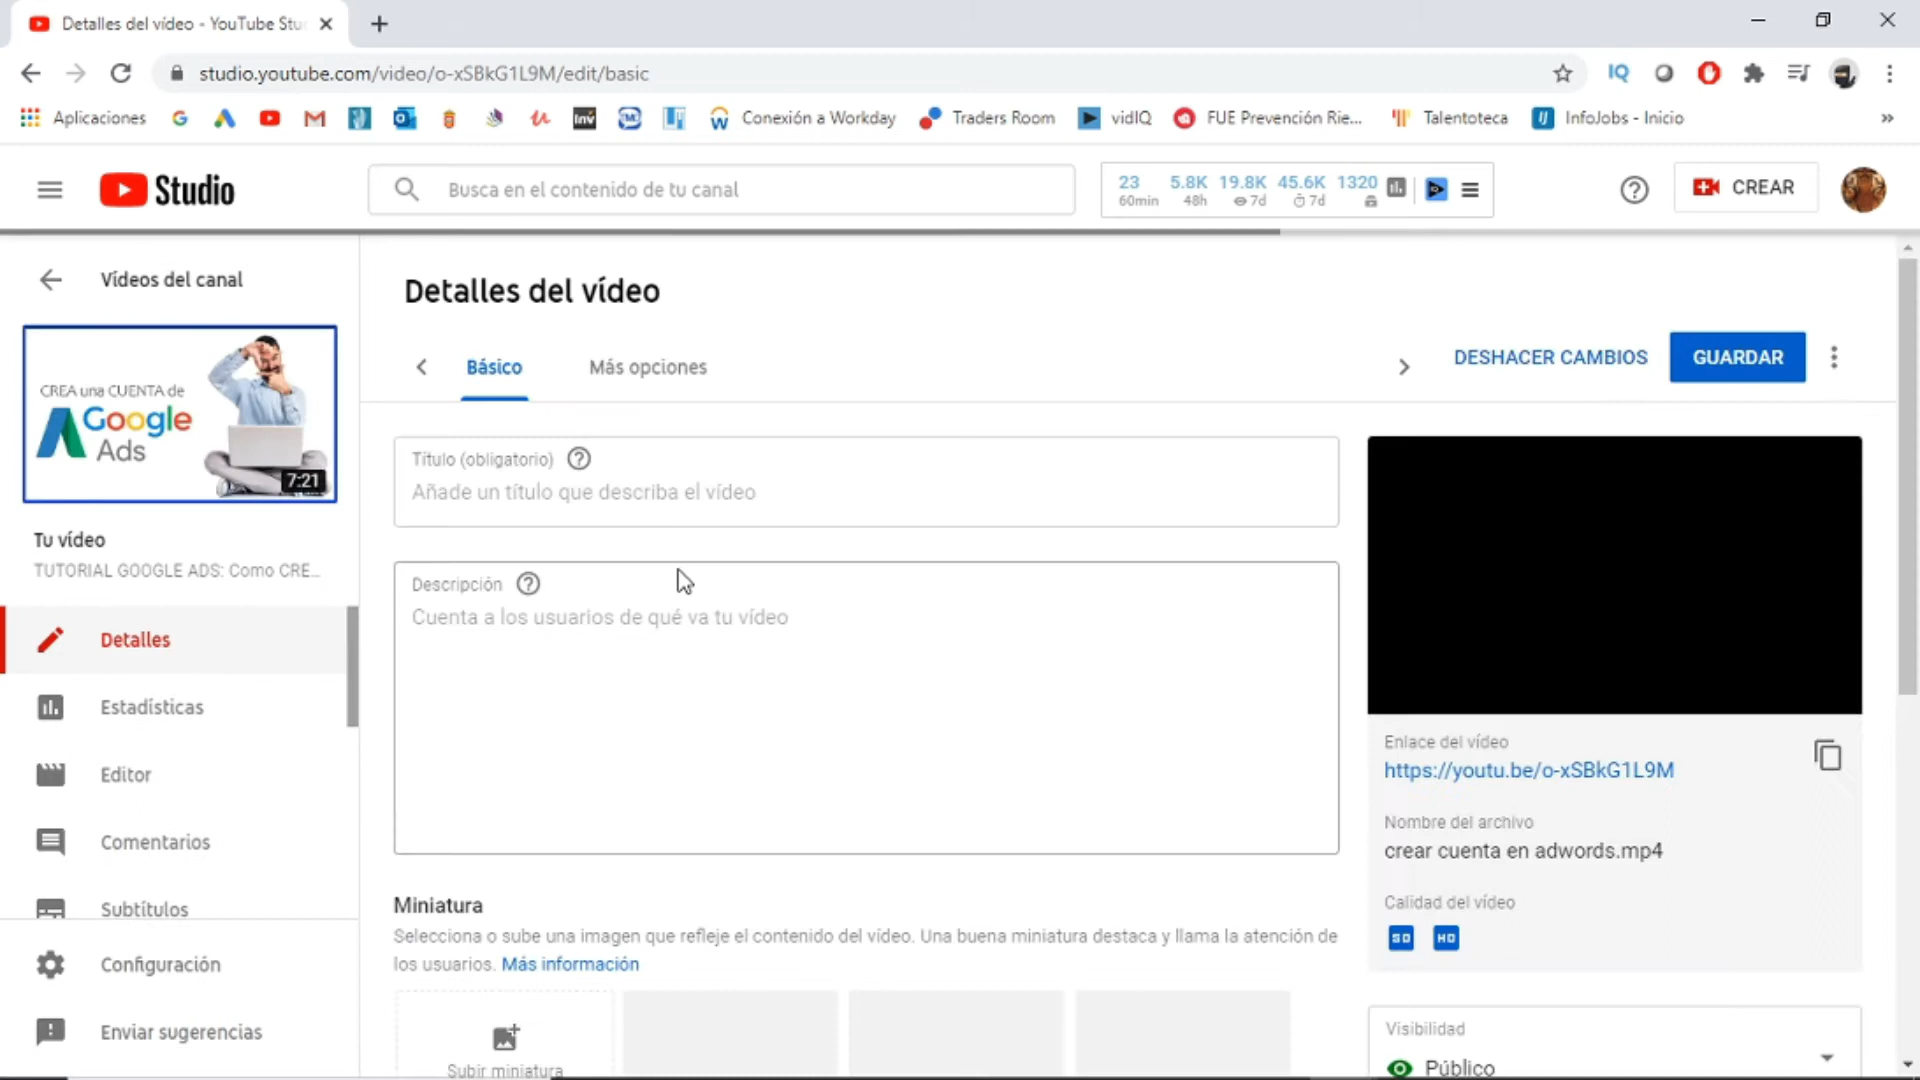 Detalles del vídeo - YouTube Stu
studio.youtube.com/video/o-xSBkG1L9M/edit/basic
IQ
Aplicaciones
Inv
Conexión a Workday
Traders Room
vidIQ
FUE Prevención Rie...
Talentoteca
InfoJobs - Inicio
Studio
Busca en el contenido de tu canal
23 5.8K 19.8K 45.6K 1320
60min 48h 7d 7d
CREAR
Vídeos del canal
CREA una CUENTA de
Google
Ads
7:21
Tu vídeo
TUTORIAL GOOGLE ADS: Como CRE...
Detalles
Estadísticas
Editor
Comentarios
Subtítulos
Configuración
Enviar sugerencias
Detalles del vídeo
Básico
Más opciones
DESHACER CAMBIOS
GUARDAR
Título (obligatorio)
Añade un título que describa el vídeo
Descripción
Cuenta a los usuarios de qué va tu vídeo
Miniatura
Selecciona o sube una imagen que refleje el contenido del vídeo. Una buena miniatura destaca y llama la atención de
los usuarios. Más información
Subir miniatura
Enlace del vídeo
https://youtu.be/o-xSBkG1L9M
Nombre del archivo
crear cuenta en adwords.mp4
Calidad del vídeo
SD HD
Visibilidad
Público